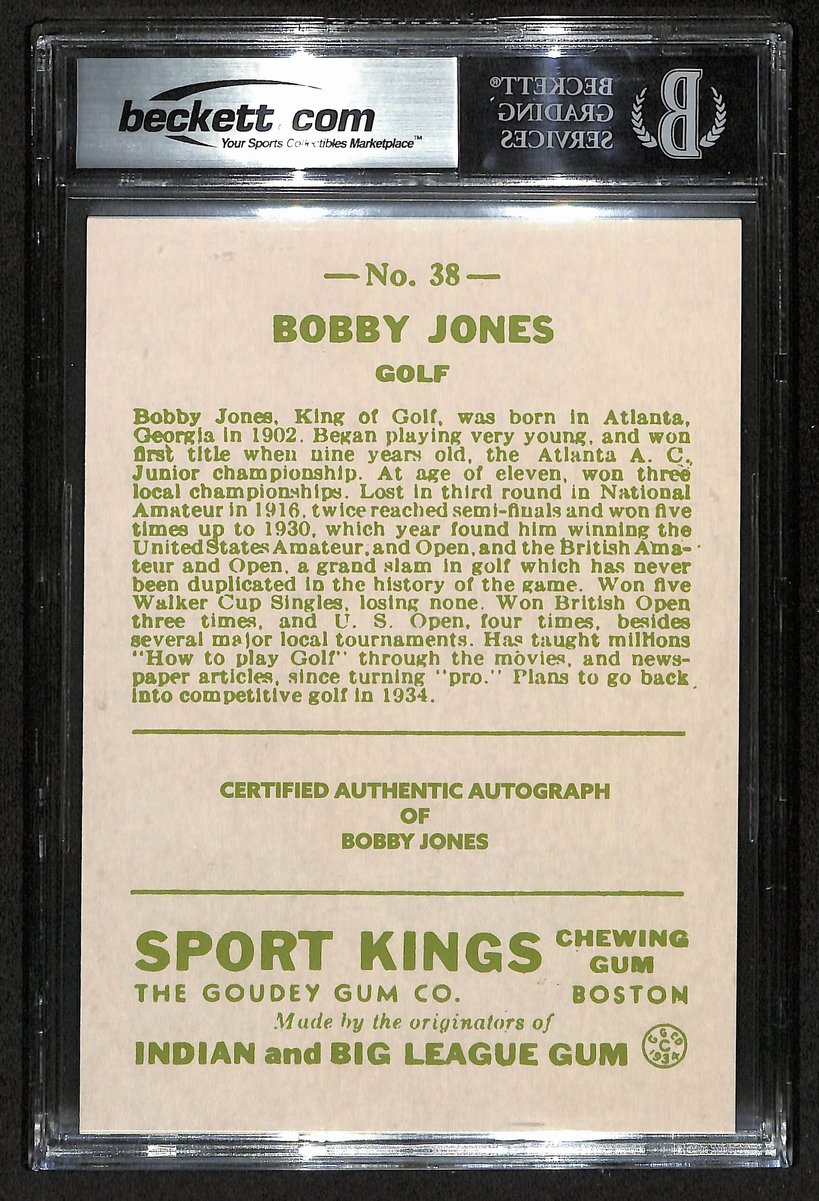 beckett.com
Your Sports Collectibles Marketplace™
BECKETT®
GRADING
SERVICES
B
—No. 38—
BOBBY JONES
GOLF
Bobby Jones, King of Golf, was born in Atlanta,
Georgia in 1902. Began playing very young, and won
first title when nine years old, the Atlanta A. C.
Junior championship. At age of eleven, won three
local championships. Lost in third round in National
Amateur in 1916, twice reached semi-finals and won five
times up to 1930, which year found him winning the
United States Amateur, and Open, and the British Ama-
teur and Open, a grand slam in golf which has never
been duplicated in the history of the game. Won five
Walker Cup Singles, losing none. Won British Open
three times, and U. S. Open, four times, besides
several major local tournaments. Has taught millions
"How to play Golf" through the movies, and news-
paper articles, since turning "pro." Plans to go back
into competitive golf in 1934.
CERTIFIED AUTHENTIC AUTOGRAPH
OF
BOBBY JONES
SPORT KINGS CHEWING GUM
THE GOUDEY GUM CO. BOSTON
Made by the originators of
INDIAN and BIG LEAGUE GUM
G. G. CO.
C
1934